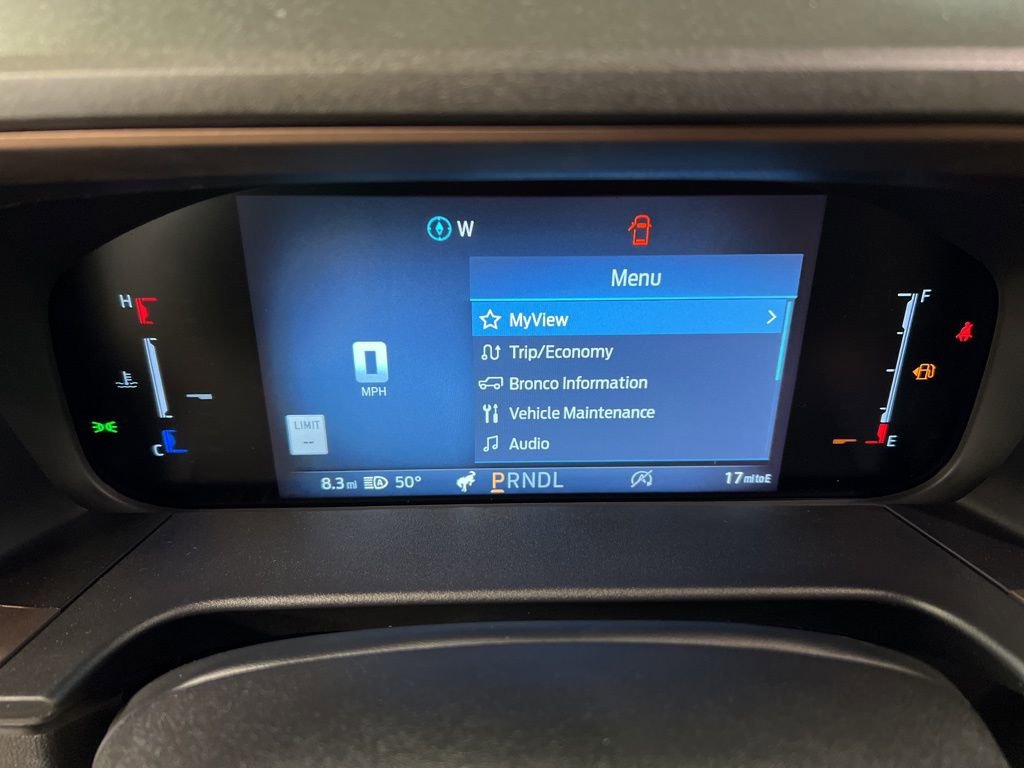 W
Menu
H
F
MyView
Trip/Economy
0
MPH
Bronco Information
Vehicle Maintenance
LIMIT
--
Audio
C
E
8.3 mi A 50°
PRNDL
17 mi to E